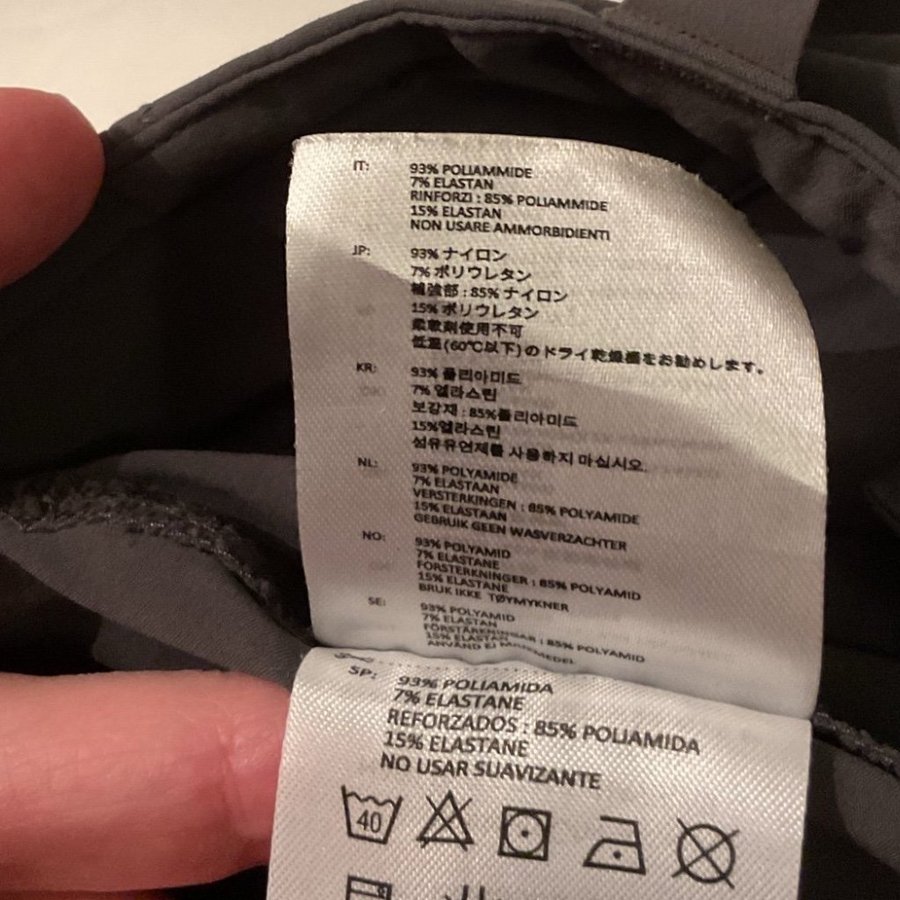 IT: 93% POLIAMMIDE
7% ELASTAN
RINFORZI : 85% POLIAMMIDE
15% ELASTAN
NON USARE AMMORBIDIENTI
JP: 93% ナイロン
7% ポリウレタン
補強部 : 85% ナイロン
15% ポリウレタン
柔軟剤使用不可
低温(60℃以下)のドライ乾燥機をお勧めします。
KR: 93% 폴리아미드
7% 엘라스틴
보강재 : 85%폴리아미드
15%엘라스틴
섬유유연제를 사용하지 마십시오.
NL: 93% POLYAMIDE
7% ELASTAAN
VERSTERKINGEN : 85% POLYAMIDE
15% ELASTAAN
GEBRUIK GEEN WASVERZACHTER
NO: 93% POLYAMID
7% ELASTANE
FORSTERKNINGER : 85% POLYAMID
15% ELASTANE
BRUK IKKE TØYMYKNER
SE: 93% POLYAMID
7% ELASTAN
FÖRSTÄRKNINGAR : 85% POLYAMID
15% ELASTAN
ANVÄND EJ
SP: 93% POLIAMIDA
7% ELASTANE
REFORZADOS : 85% POLIAMIDA
15% ELASTANE
NO USAR SUAVIZANTE
40